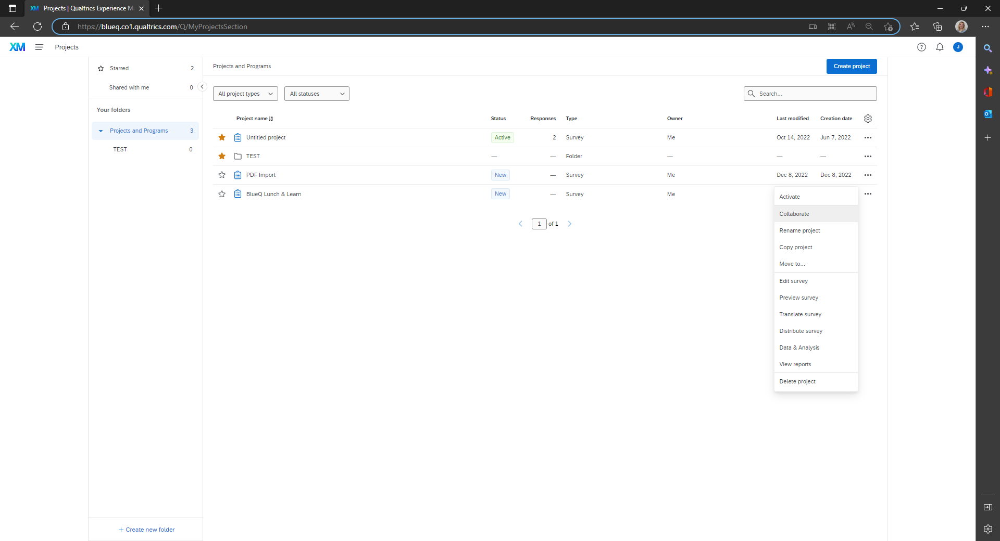 XM Projects | Qualtrics Experience M
https://blueq.co1.qualtrics.com/Q/MyProjectsSection
XM Projects
? J
Starred 2
Shared with me 0
Your folders
Projects and Programs 3
TEST 0
+ Create new folder
Projects and Programs
Create project
All project types
All statuses
Search...
Project name Status Responses Type Owner Last modified Creation date
Untitled project Active 2 Survey Me Oct 14, 2022 Jun 7, 2022
TEST — — Folder — — —
PDF Import New — Survey Me Dec 8, 2022 Dec 8, 2022
BlueQ Lunch & Learn New — Survey Me
1 of 1
Activate
Collaborate
Rename project
Copy project
Move to...
Edit survey
Preview survey
Translate survey
Distribute survey
Data & Analysis
View reports
Delete project